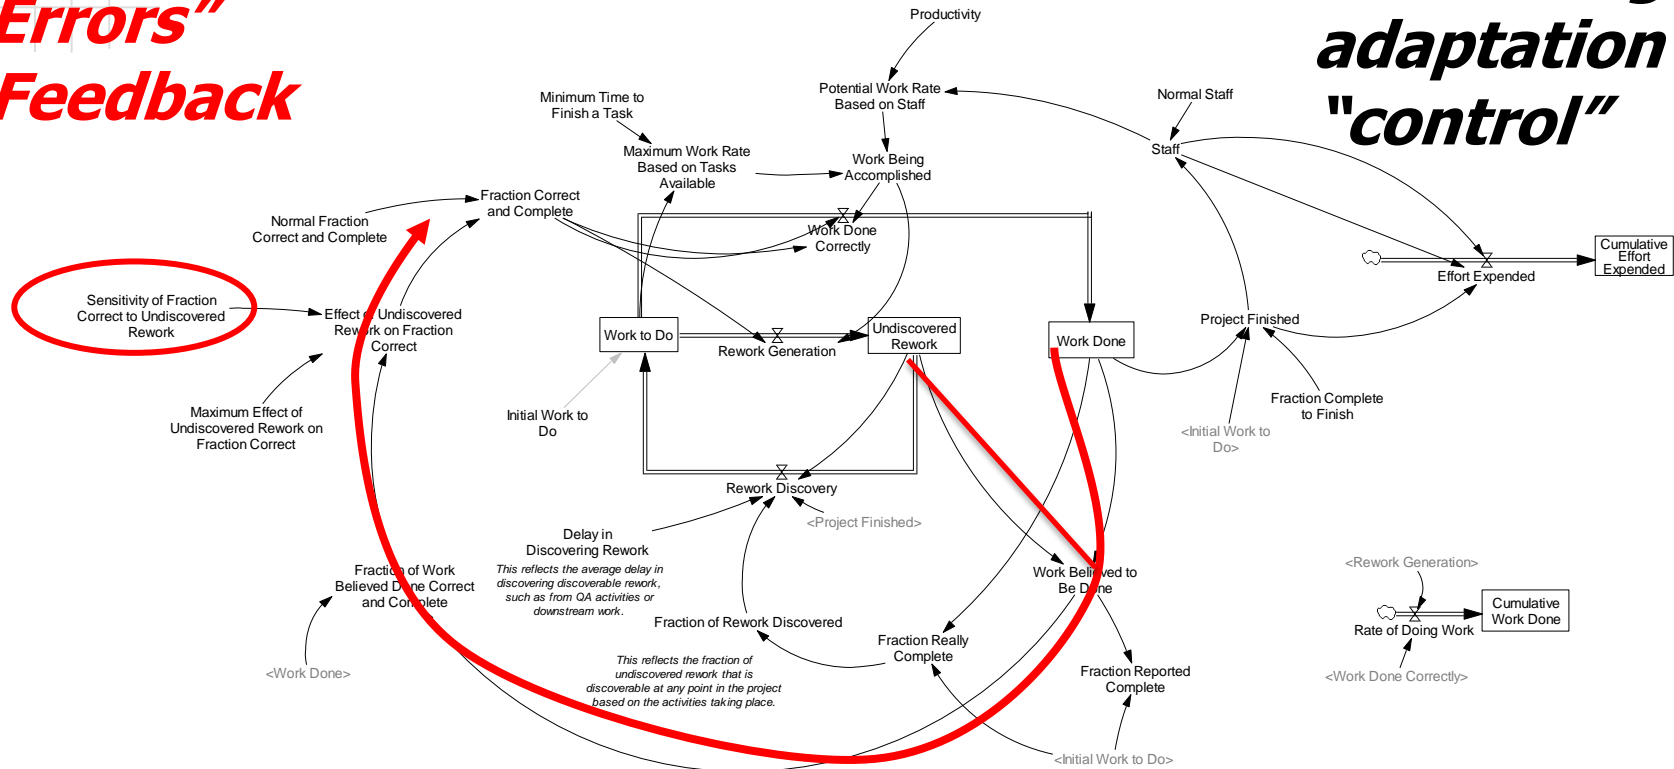 Errors”
Feedback
adaptation
“control”
Productivity
Potential Work Rate
Based on Staff
Minimum Time to
Finish a Task
Normal Staff
Staff
Maximum Work Rate
Based on Tasks
Available
Work Being
Accomplished
Fraction Correct
and Complete
Normal Fraction
Correct and Complete
Work Done
Correctly
Cumulative
Effort
Expended
Effort Expended
Sensitivity of Fraction
Correct to Undiscovered
Rework
Effect of Undiscovered
Rework on Fraction
Correct
Work to Do
Rework Generation
Undiscovered
Rework
Work Done
Project Finished
Maximum Effect of
Undiscovered Rework on
Fraction Correct
Initial Work to
Do
Fraction Complete
to Finish
<Initial Work to
Do>
Rework Discovery
<Project Finished>
Delay in
Discovering Rework
This reflects the average delay in
discovering discoverable rework,
such as from QA activities or
downstream work.
Fraction of Work
Believed Done Correct
and Complete
Work Believed to
Be Done
<Rework Generation>
Cumulative
Work Done
Rate of Doing Work
Fraction of Rework Discovered
Fraction Really
Complete
<Work Done>
This reflects the fraction of
undiscovered rework that is
discoverable at any point in the project
based on the activities taking place.
Fraction Reported
Complete
<Work Done Correctly>
<Initial Work to Do>